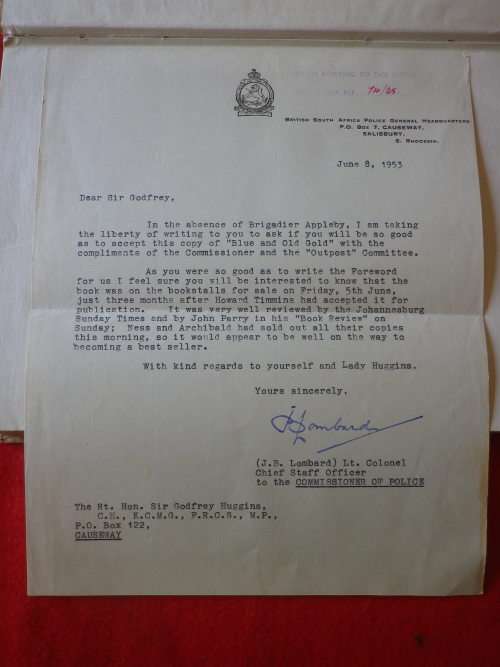 TN/25.
BRITISH SOUTH AFRICA POLICE GENERAL HEADQUARTERS
P.O. BOX 7, CAUSEWAY,
SALISBURY,
S. RHODESIA.
June 8, 1953
Dear Sir Godfrey,
In the absence of Brigadier Appleby, I am taking
the liberty of writing to you to ask if you will be so good
as to accept this copy of "Blue and Old Gold" with the
compliments of the Commissioner and the "Outpost" Committee.
As you were so good as to write the Foreword
for us I feel sure you will be interested to know that the
book was on the bookstalls for sale on Friday, 5th June,
just three months after Howard Timmins had accepted it for
publication. It was very well reviewed by the Johannesburg
Sunday Times and by John Parry in his "Book Review" on
Sunday; Ness and Archibald had sold out all their copies
this morning, so it would appear to be well on the way to
becoming a best seller.
With kind regards to yourself and Lady Huggins.
Yours sincerely,
(J.B. Lombard) Lt. Colonel
Chief Staff Officer
to the COMMISSIONER OF POLICE
The Rt. Hon. Sir Godfrey Huggins,
C.H., K.C.M.G., F.R.C.S., M.P.,
P.O. Box 122,
CAUSEWAY